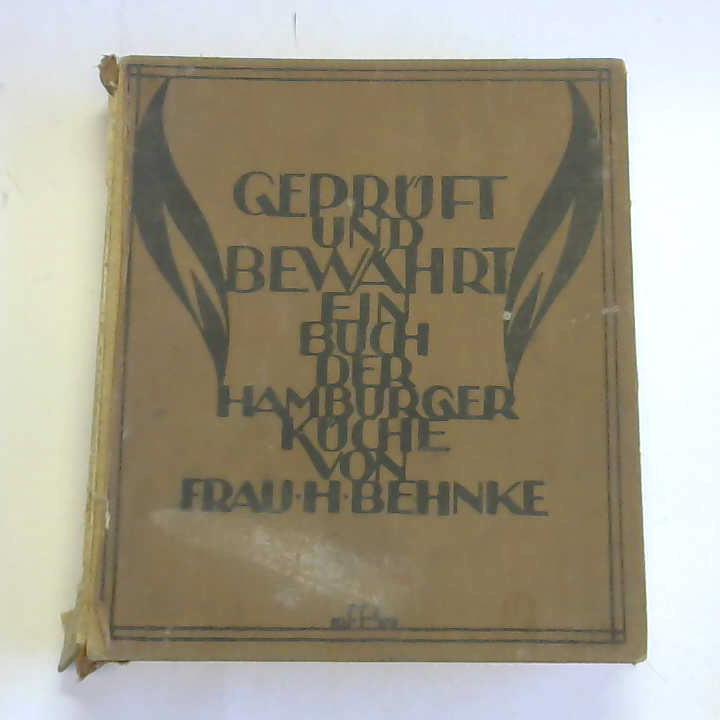 GEPRÜFT
UND
BEWÄHRT
EIN
BUCH
DER
HAMBURGER
KÜCHE
VON
FRAU·H·BEHNKE